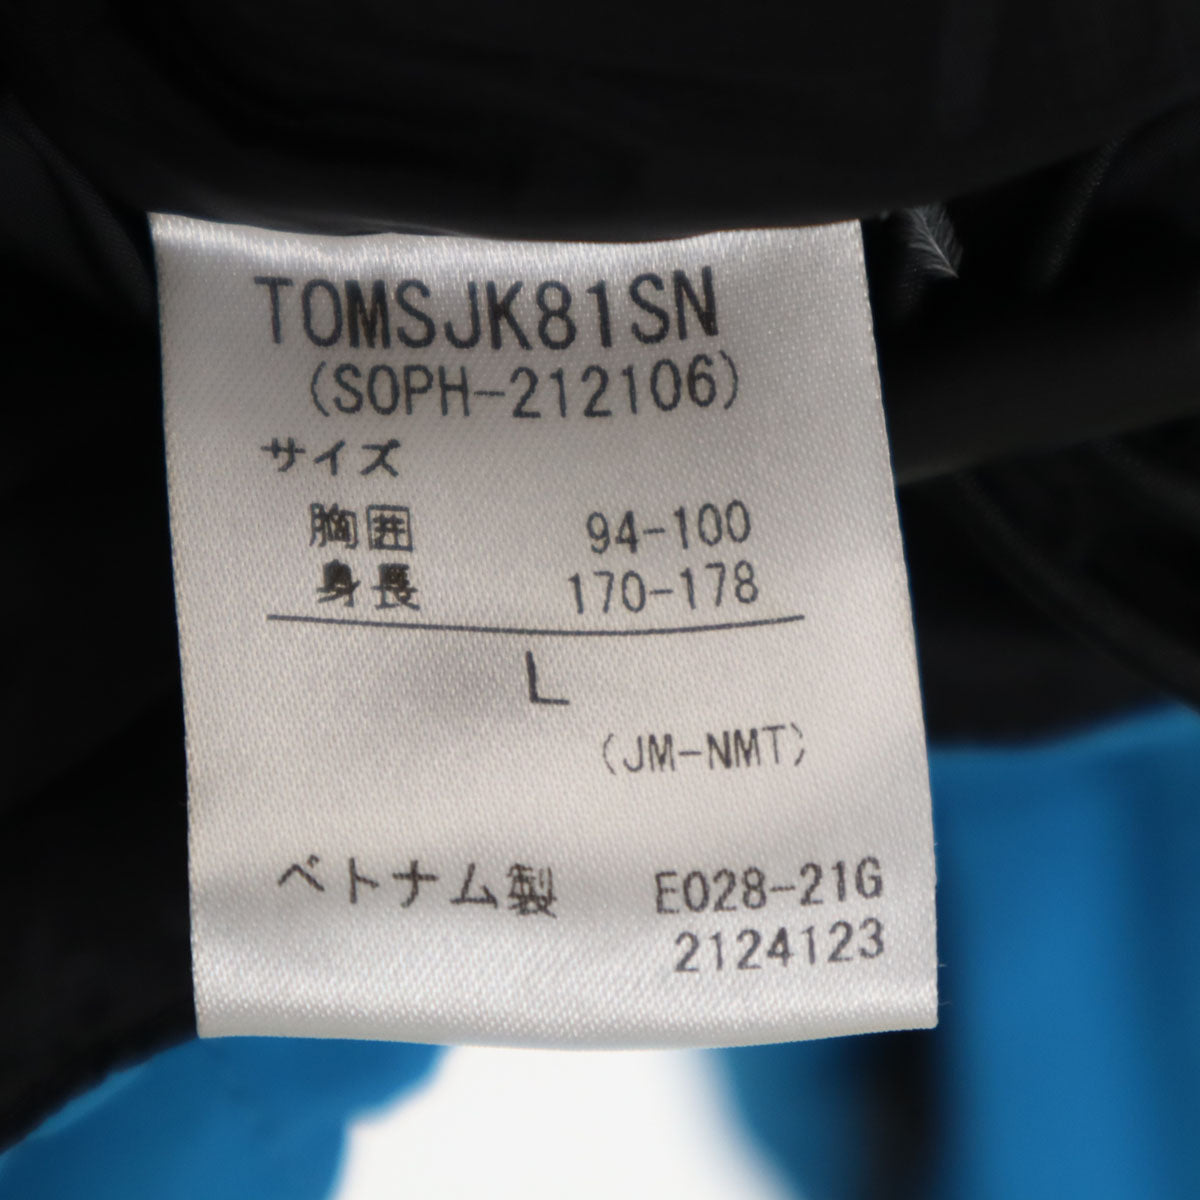 TOMSJK81SN
(SOPH-212106)
サイズ
胸囲 94-100
身長 170-178
L
(JM-NMT)
ベトナム製 E028-21G
2124123